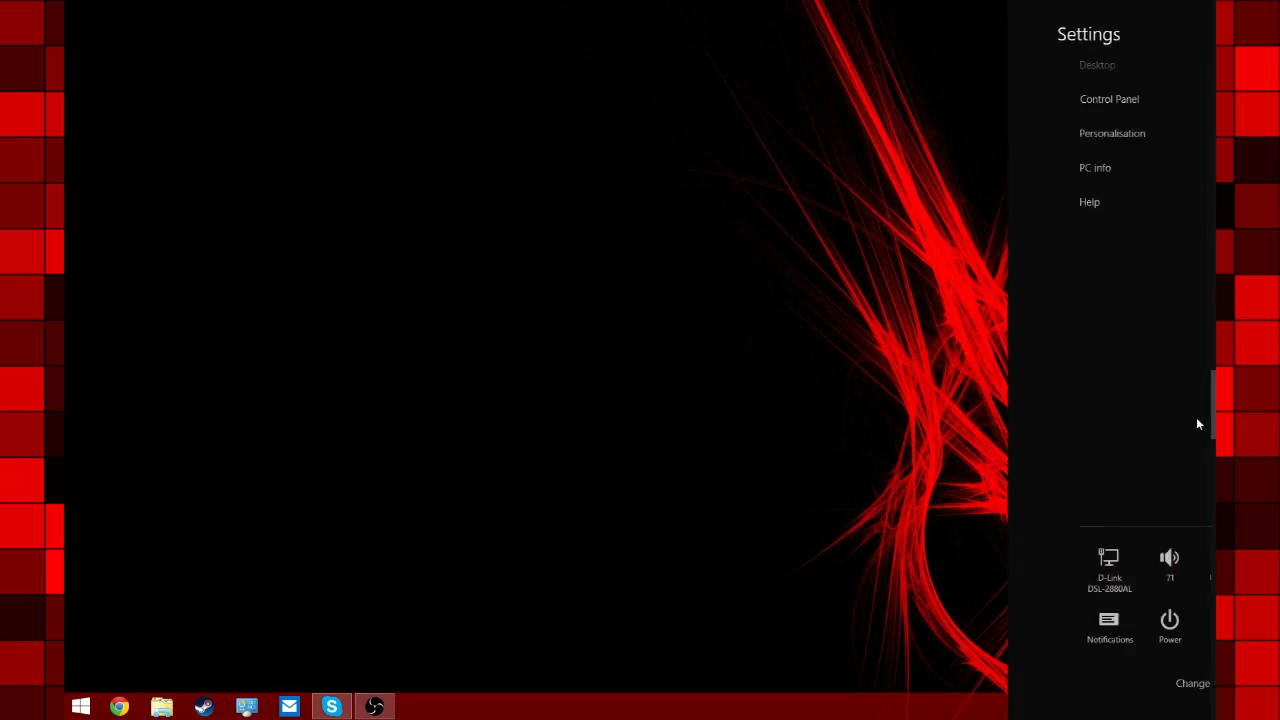 Settings
Desktop
Control Panel
Personalisation
PC info
Help
D-Link
DSL-2880AL
71
Notifications
Power
Change